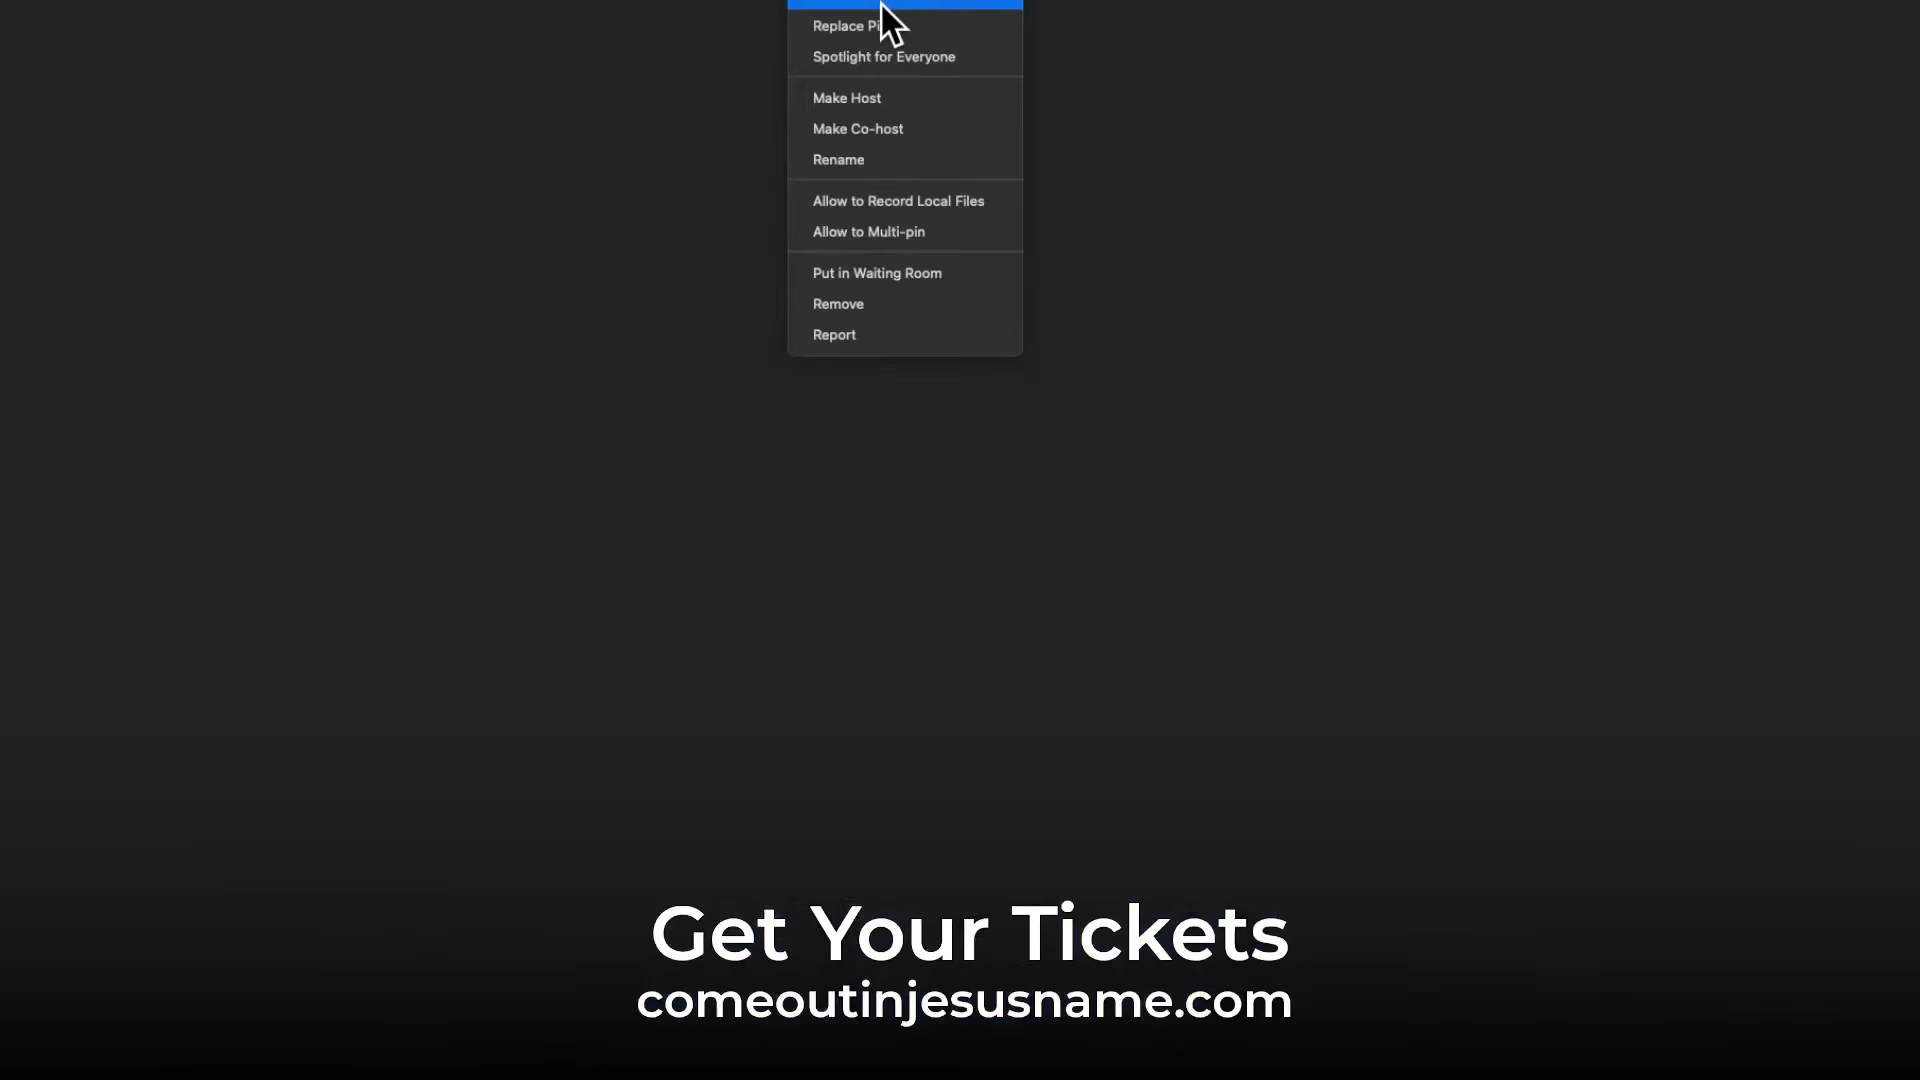 Replace Pi
Spotlight for Everyone
Make Host
Make Co-host
Rename
Allow to Record Local Files
Allow to Multi-pin
Put in Waiting Room
Remove
Report
Get Your Tickets
comeoutinjesusname.com